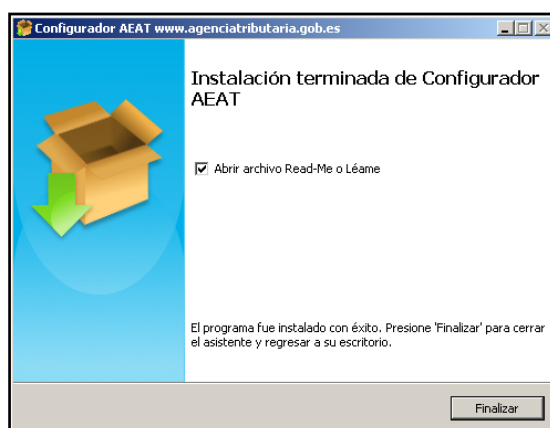 Configurador AEAT www.agenciatributaria.gob.es
Instalación terminada de Configurador
AEAT
Abrir archivo Read-Me o Léame
El programa fue instalado con éxito. Presione 'Finalizar' para cerrar
el asistente y regresar a su escritorio.
Finalizar